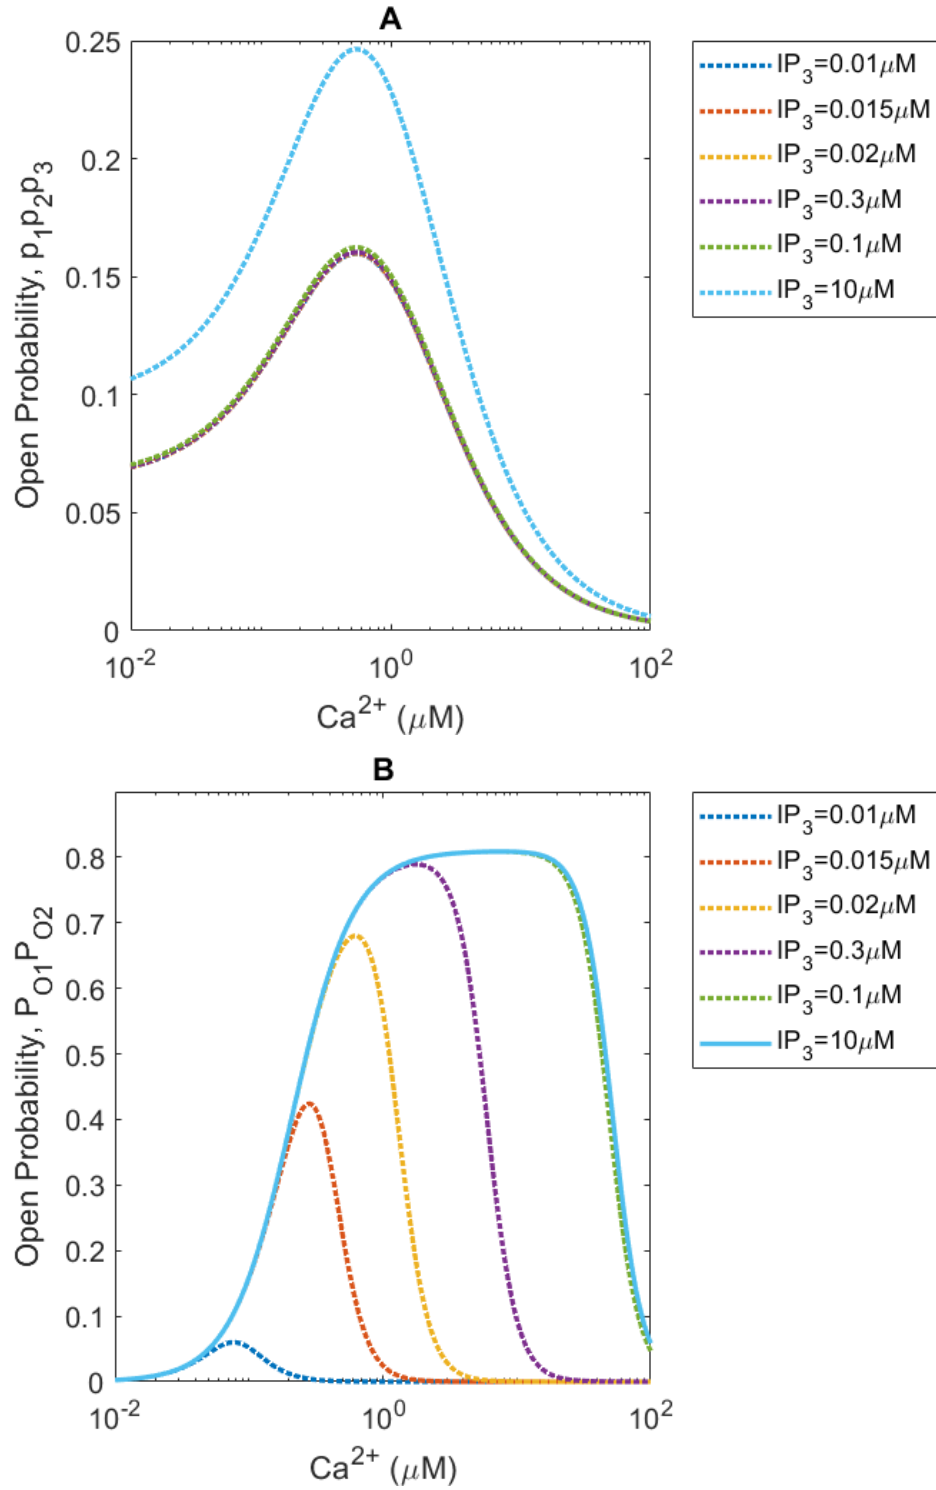 A
Open Probability, p1p2p3
0.25
0.2
0.15
0.1
0.05
0
10-2
100
102
Ca2+ (μM)
IP3=0.01μM
IP3=0.015μM
IP3=0.02μM
IP3=0.3μM
IP3=0.1μM
IP3=10μM
B
Open Probability, PO1PO2
0.8
0.7
0.6
0.5
0.4
0.3
0.2
0.1
0
10-2
100
102
Ca2+ (μM)
IP3=0.01μM
IP3=0.015μM
IP3=0.02μM
IP3=0.3μM
IP3=0.1μM
IP3=10μM